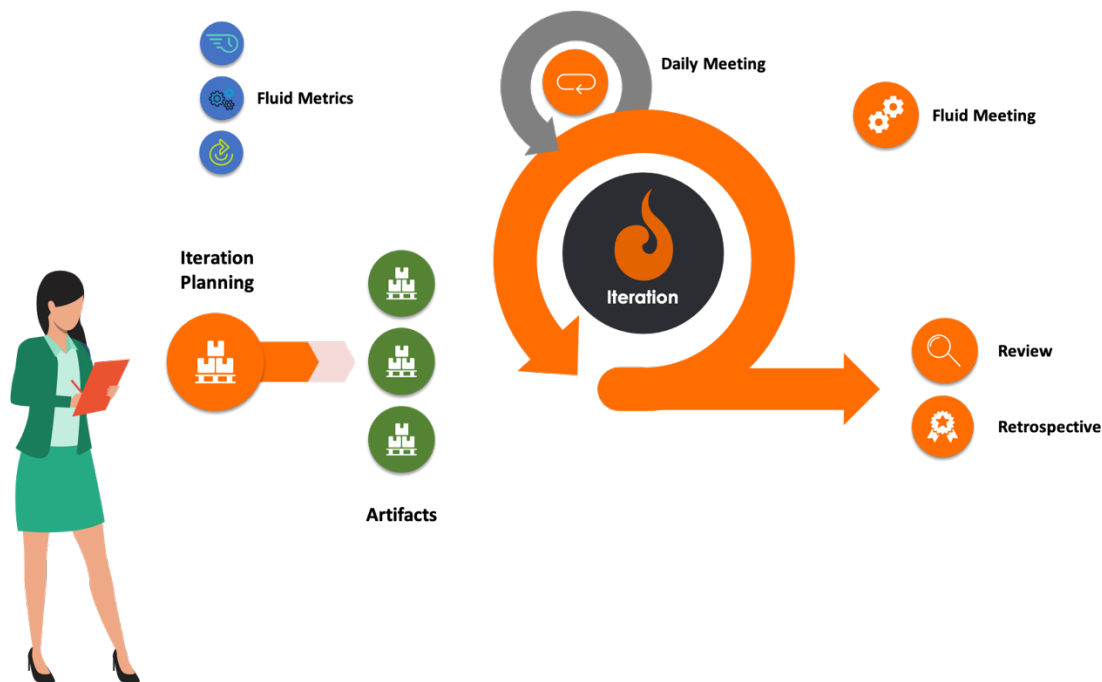 Daily Meeting
Fluid Metrics
Fluid Meeting
Iteration
Planning
Iteration
Review
Retrospective
Artifacts